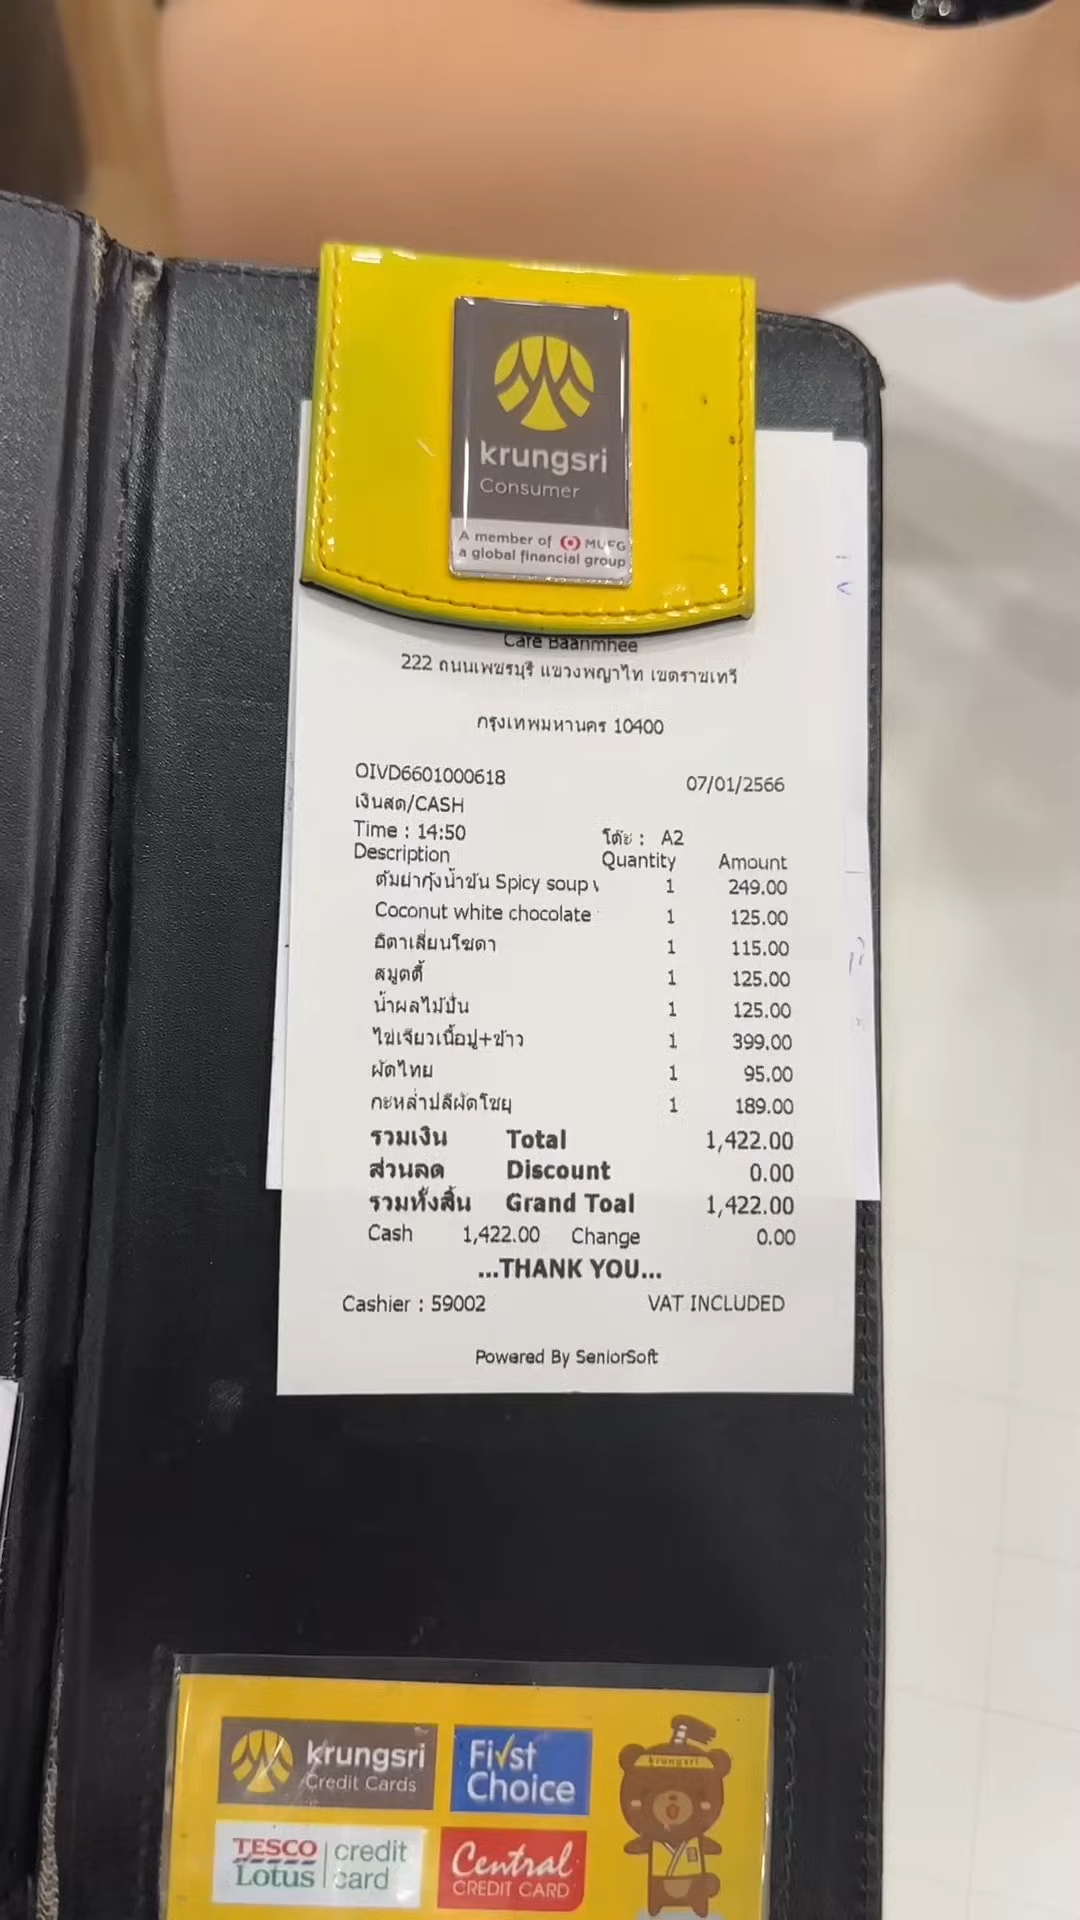 krungsri
Consumer
A member of MUFG
a global financial group
Cafe Baanmhee
222 ถนนเพชรบุรี แขวงพญาไท เขตราชเทวี
กรุงเทพมหานคร 10400
OIVD6601000618 07/01/2566
เงินสด/CASH
Time : 14:50 โต๊ะ : A2
Description Quantity Amount
ต้มยำกุ้งน้ำข้น Spicy soup 1 249.00
Coconut white chocolate 1 125.00
อิตาเลี่ยนโซดา 1 115.00
สมูตตี้ 1 125.00
น้ำผลไม้ปั่น 1 125.00
ไข่เจียวเนื้อปู+ข้าว 1 399.00
ผัดไทย 1 95.00
กะหล่ำปลีผัดโชยุ 1 189.00
รวมเงิน Total 1,422.00
ส่วนลด Discount 0.00
รวมทั้งสิ้น Grand Toal 1,422.00
Cash 1,422.00 Change 0.00
...THANK YOU...
Cashier : 59002 VAT INCLUDED
Powered By SeniorSoft
krungsri
Credit Cards
First
Choice
krungsri
TESCO
Lotus
credit
card
Central
CREDIT CARD